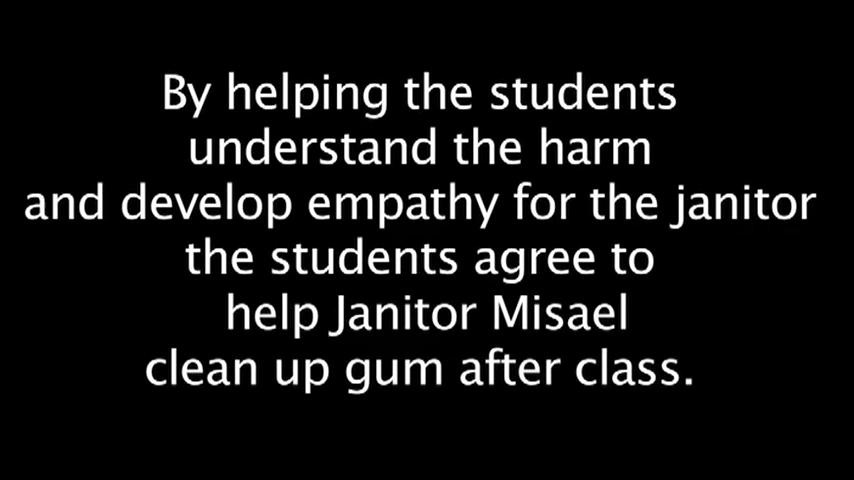 By helping the students
understand the harm
and develop empathy for the janitor
the students agree to
help Janitor Misael
clean up gum after class.